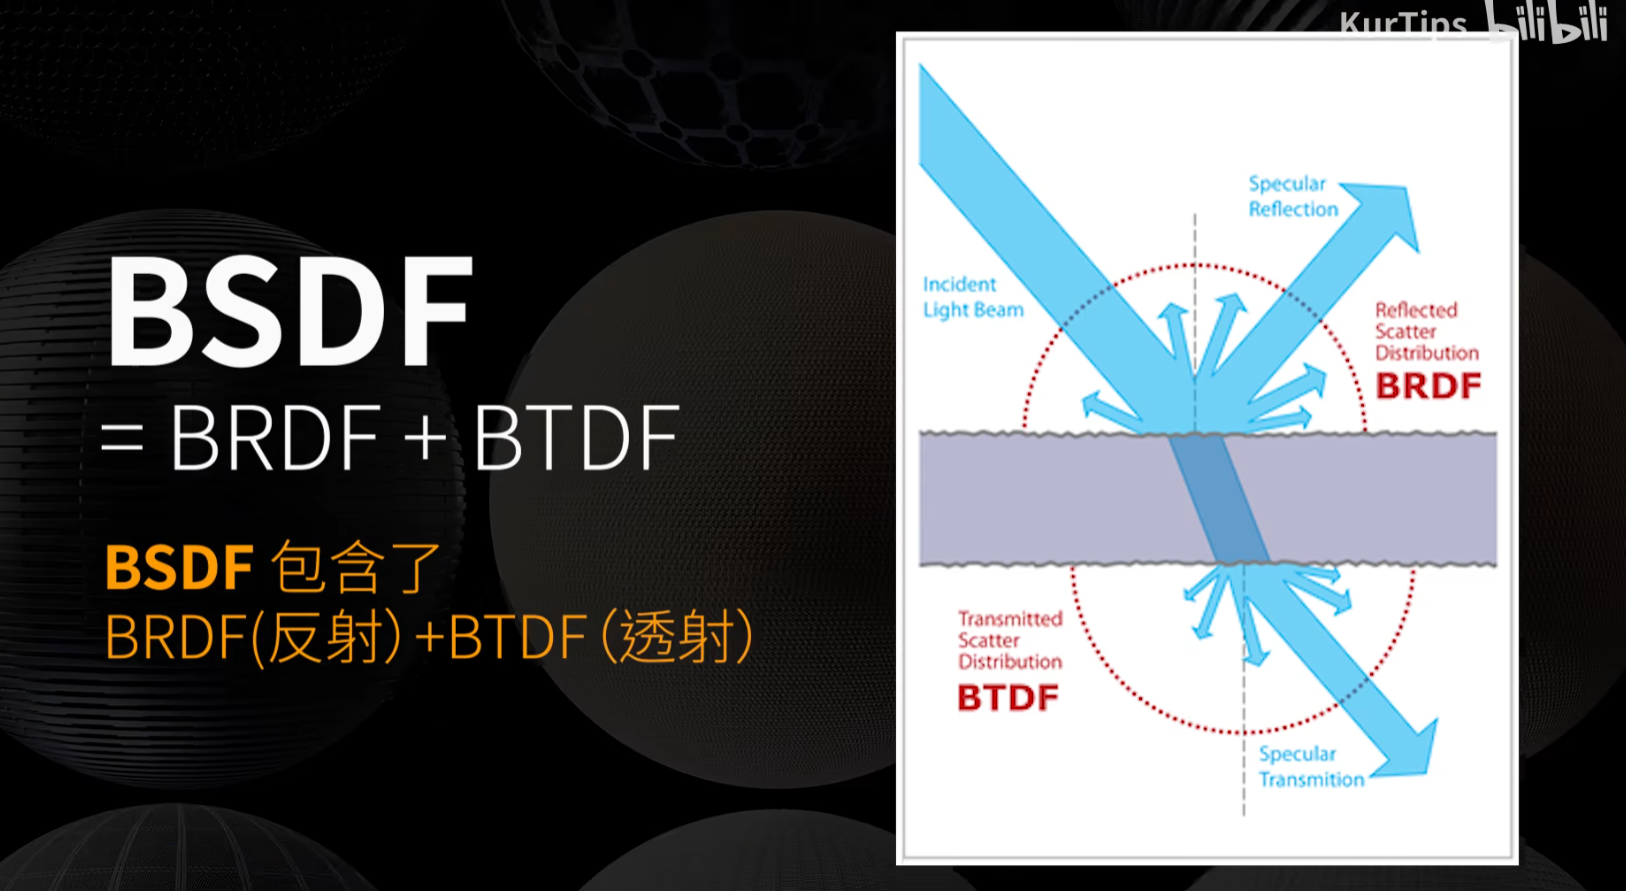 KurTips bilibili
BSDF
= BRDF + BTDF
BSDF 包含了
BRDF(反射)+BTDF(透射)
Specular
Reflection
Incident
Light Beam
Reflected
Scatter
Distribution
BRDF
Transmitted
Scatter
Distribution
BTDF
Specular
Transmition